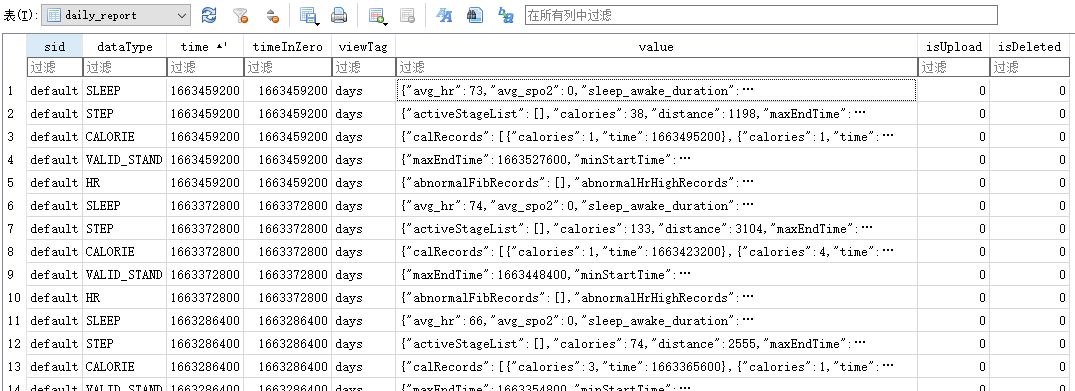 表(T): daily_report 在所有列中过滤
sid dataType time timeInZero viewTag value isUpload isDeleted
过滤 过滤 过滤 过滤 过滤 过滤 过滤 过滤
1 default SLEEP 1663459200 1663459200 days {"avg_hr":73,"avg_spo2":0,"sleep_awake_duration":… 0 0
2 default STEP 1663459200 1663459200 days {"activeStageList":[],"calories":38,"distance":1198,"maxEndTime":… 0 0
3 default CALORIE 1663459200 1663459200 days {"calRecords":[{"calories":1,"time":1663495200},{"calories":1,"time":… 0 0
4 default VALID_STAND 1663459200 1663459200 days {"maxEndTime":1663527600,"minStartTime":… 0 0
5 default HR 1663459200 1663459200 days {"abnormalFibRecords":[],"abnormalHrHighRecords":… 0 0
6 default SLEEP 1663372800 1663372800 days {"avg_hr":74,"avg_spo2":0,"sleep_awake_duration":… 0 0
7 default STEP 1663372800 1663372800 days {"activeStageList":[],"calories":133,"distance":3104,"maxEndTime":… 0 0
8 default CALORIE 1663372800 1663372800 days {"calRecords":[{"calories":1,"time":1663423200},{"calories":4,"time":… 0 0
9 default VALID_STAND 1663372800 1663372800 days {"maxEndTime":1663448400,"minStartTime":… 0 0
10 default HR 1663372800 1663372800 days {"abnormalFibRecords":[],"abnormalHrHighRecords":… 0 0
11 default SLEEP 1663286400 1663286400 days {"avg_hr":66,"avg_spo2":0,"sleep_awake_duration":… 0 0
12 default STEP 1663286400 1663286400 days {"activeStageList":[],"calories":74,"distance":2555,"maxEndTime":… 0 0
13 default CALORIE 1663286400 1663286400 days {"calRecords":[{"calories":3,"time":1663365600},{"calories":1,"time":… 0 0
14 default VALID_STAND 1663286400 1663286400 days {"maxEndTime":1663354800,"minStartTime":… 0 0